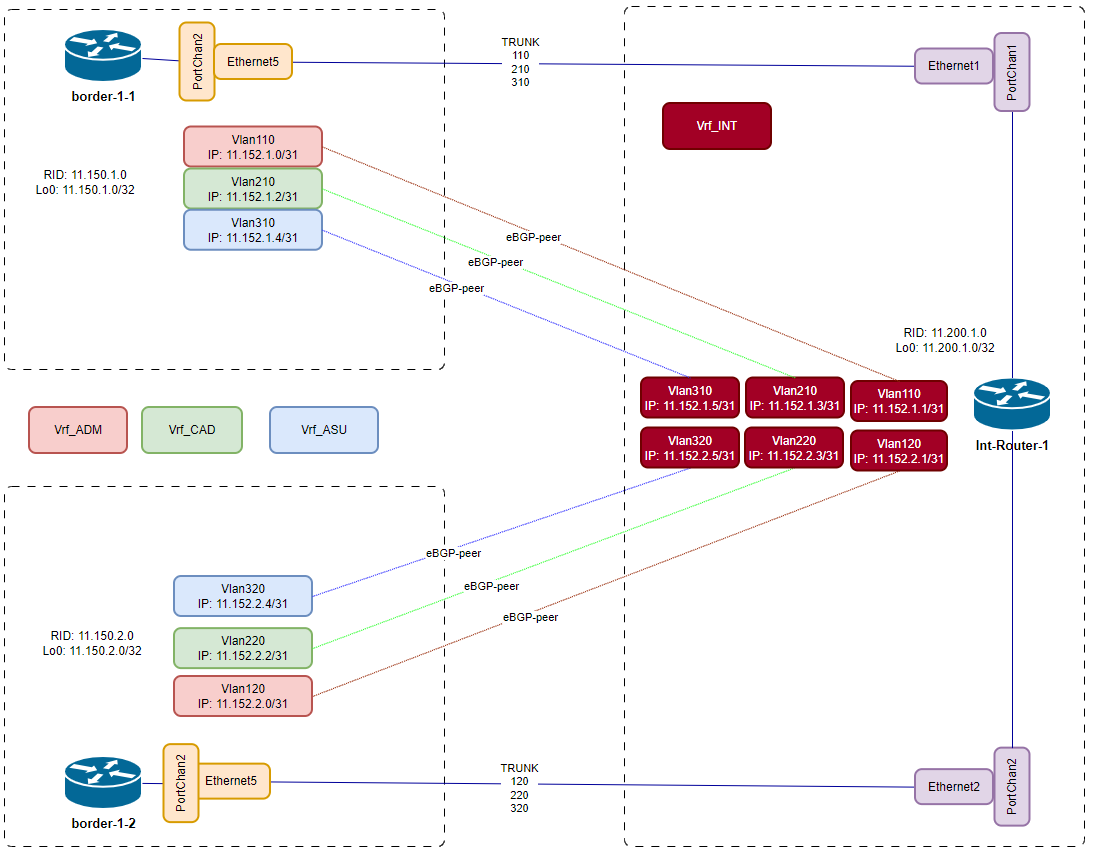 border-1-1
PortChan2
Ethernet5
TRUNK
110
210
310
Ethernet1
PortChan1
Vrf_INT
Vlan110
IP: 11.152.1.0/31
Vlan210
IP: 11.152.1.2/31
Vlan310
IP: 11.152.1.4/31
RID: 11.150.1.0
Lo0: 11.150.1.0/32
eBGP-peer
eBGP-peer
eBGP-peer
RID: 11.200.1.0
Lo0: 11.200.1.0/32
Vlan310
IP: 11.152.1.5/31
Vlan210
IP: 11.152.1.3/31
Vlan110
IP: 11.152.1.1/31
Vlan320
IP: 11.152.2.5/31
Vlan220
IP: 11.152.2.3/31
Vlan120
IP: 11.152.2.1/31
Int-Router-1
Vrf_ADM
Vrf_CAD
Vrf_ASU
eBGP-peer
eBGP-peer
eBGP-peer
Vlan320
IP: 11.152.2.4/31
Vlan220
IP: 11.152.2.2/31
Vlan120
IP: 11.152.2.0/31
RID: 11.150.2.0
Lo0: 11.150.2.0/32
border-1-2
PortChan2
Ethernet5
TRUNK
120
220
320
Ethernet2
PortChan2